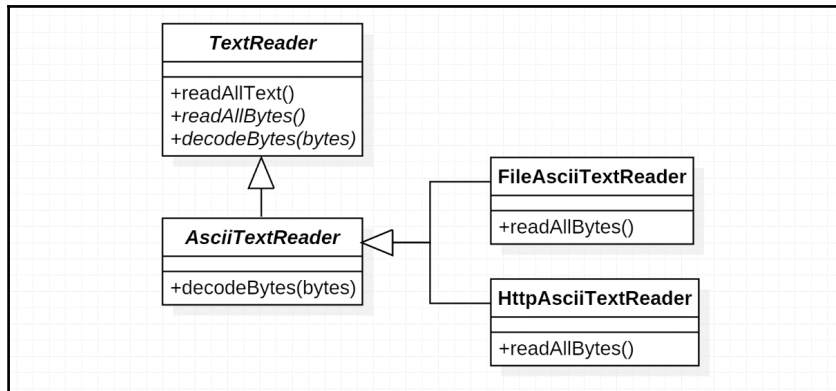 TextReader
+readAllText()
+readAllBytes()
+decodeBytes(bytes)
AsciiTextReader
+decodeBytes(bytes)
FileAsciiTextReader
+readAllBytes()
HttpAsciiTextReader
+readAllBytes()